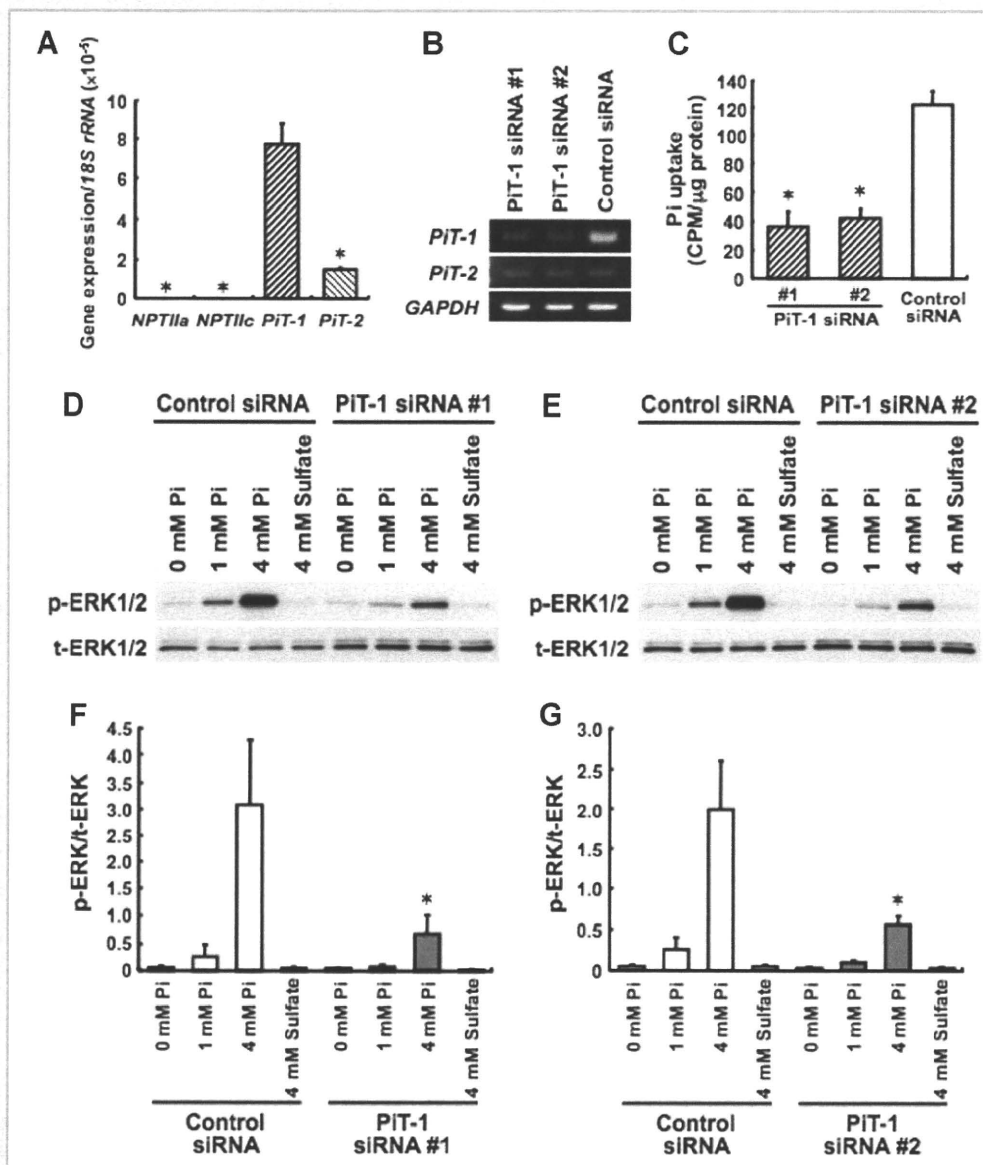 A
Gene expression/18S rRNA (×10⁻⁵)
10
8
6
4
2
0
*
*
*
NPTIIa NPTIIc PiT-1 PiT-2
B
PiT-1 siRNA #1
PiT-1 siRNA #2
Control siRNA
PiT-1
PiT-2
GAPDH
C
Pi uptake
(CPM/µg protein)
140
120
100
80
60
40
20
0
*
*
#1
#2
PiT-1 siRNA
Control
siRNA
D
Control siRNA
PiT-1 siRNA #1
0 mM Pi
1 mM Pi
4 mM Pi
4 mM Sulfate
0 mM Pi
1 mM Pi
4 mM Pi
4 mM Sulfate
p-ERK1/2
t-ERK1/2
E
Control siRNA
PiT-1 siRNA #2
0 mM Pi
1 mM Pi
4 mM Pi
4 mM Sulfate
0 mM Pi
1 mM Pi
4 mM Pi
4 mM Sulfate
p-ERK1/2
t-ERK1/2
F
p-ERK/t-ERK
4.5
4.0
3.5
3.0
2.5
2.0
1.5
1.0
0.5
0
*
0 mM Pi
1 mM Pi
4 mM Pi
4 mM Sulfate
0 mM Pi
1 mM Pi
4 mM Pi
4 mM Sulfate
Control
siRNA
PiT-1
siRNA #1
G
p-ERK/t-ERK
3.0
2.5
2.0
1.5
1.0
0.5
0
*
0 mM Pi
1 mM Pi
4 mM Pi
4 mM Sulfate
0 mM Pi
1 mM Pi
4 mM Pi
4 mM Sulfate
Control
siRNA
PiT-1
siRNA #2